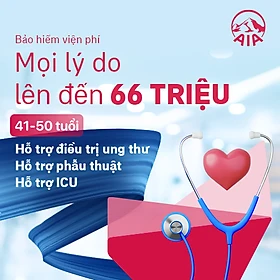 AIA
Bảo hiểm viện phí
Mọi lý do
lên đến 66 TRIỆU
41-50 tuổi
Hỗ trợ điều trị ung thư
Hỗ trợ phẫu thuật
Hỗ trợ ICU